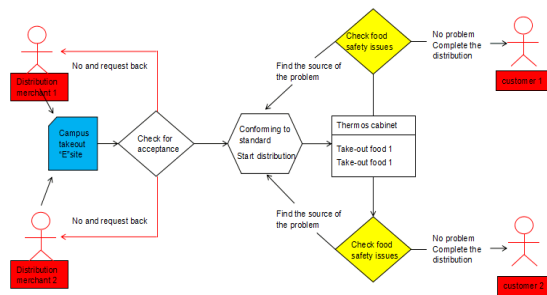 Check food
safety issues
No problem
Complete the
distribution
customer 1
Find the source of
the problem
No and request back
Distribution
merchant 1
Campus
takeout
"E"site
Check for
acceptance
Conforming to
standard
Start distribution
Thermos cabinet
Take-out food 1
Take-out food 1
No and request back
Find the source of
the problem
Distribution
merchant 2
Check food
safety issues
No problem
Complete the
distribution
customer 2